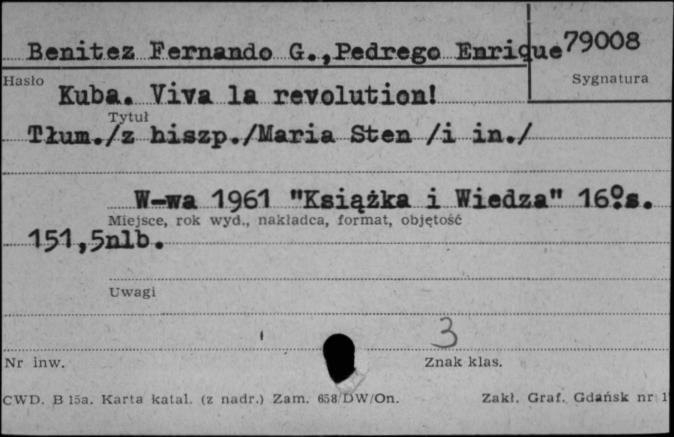 Benitez Fernando G.,Pedrego Enrique 79008
Hasło Sygnatura
Kuba. Viva la revolution!
Tytuł
Tłum./z hiszp./Maria Sten /i in./
W-wa 1961 "Książka i Wiedza" 16°s.
Miejsce, rok wyd., nakładca, format, objętość
151,5nlb.
Uwagi
3
Nr inw. Znak klas.
CWD. B 15a. Karta katal. (z nadr.) Zam. 658/DW/On. Zakł. Graf. Gdańsk nr 1